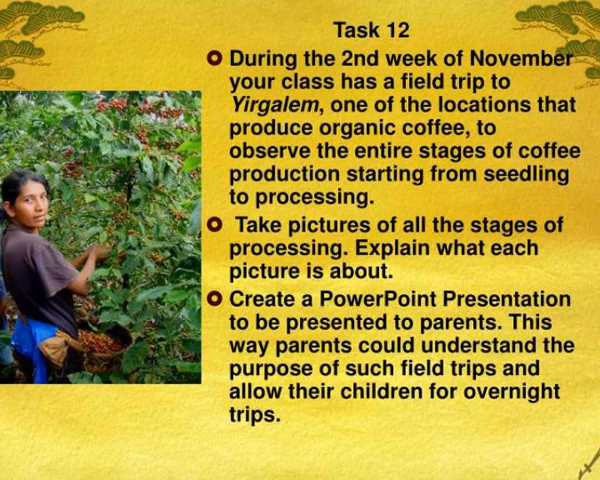 Task 12
During the 2nd week of November
your class has a field trip to
Yirgalem, one of the locations that
produce organic coffee, to
observe the entire stages of coffee
production starting from seedling
to processing.
Take pictures of all the stages of
processing. Explain what each
picture is about.
Create a PowerPoint Presentation
to be presented to parents. This
way parents could understand the
purpose of such field trips and
allow their children for overnight
trips.